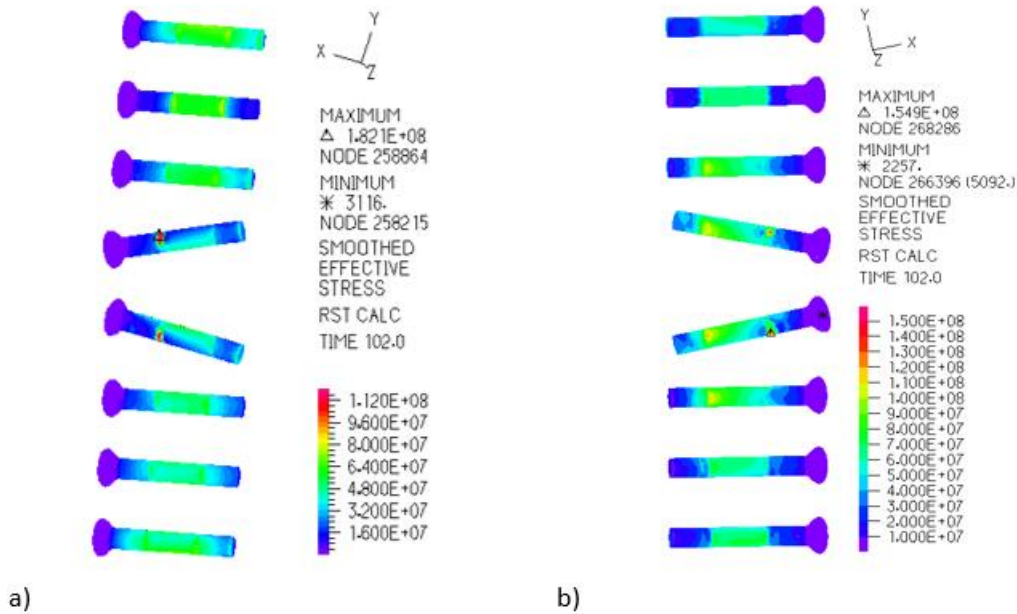 Y
X
Z
MAXIMUM
△ 1.821E+08
NODE 258864
MINIMUM
* 3116.
NODE 258215
SMOOTHED
EFFECTIVE
STRESS
RST CALC
TIME 102.0
1.120E+08
9.600E+07
8.000E+07
6.400E+07
4.800E+07
3.200E+07
1.600E+07
a)
Y
X
Z
MAXIMUM
△ 1.549E+08
NODE 268286
MINIMUM
* 2257.
NODE 266396 (5092.)
SMOOTHED
EFFECTIVE
STRESS
RST CALC
TIME 102.0
1.500E+08
1.400E+08
1.300E+08
1.200E+08
1.100E+08
1.000E+08
9.000E+07
8.000E+07
7.000E+07
6.000E+07
5.000E+07
4.000E+07
3.000E+07
2.000E+07
1.000E+07
b)